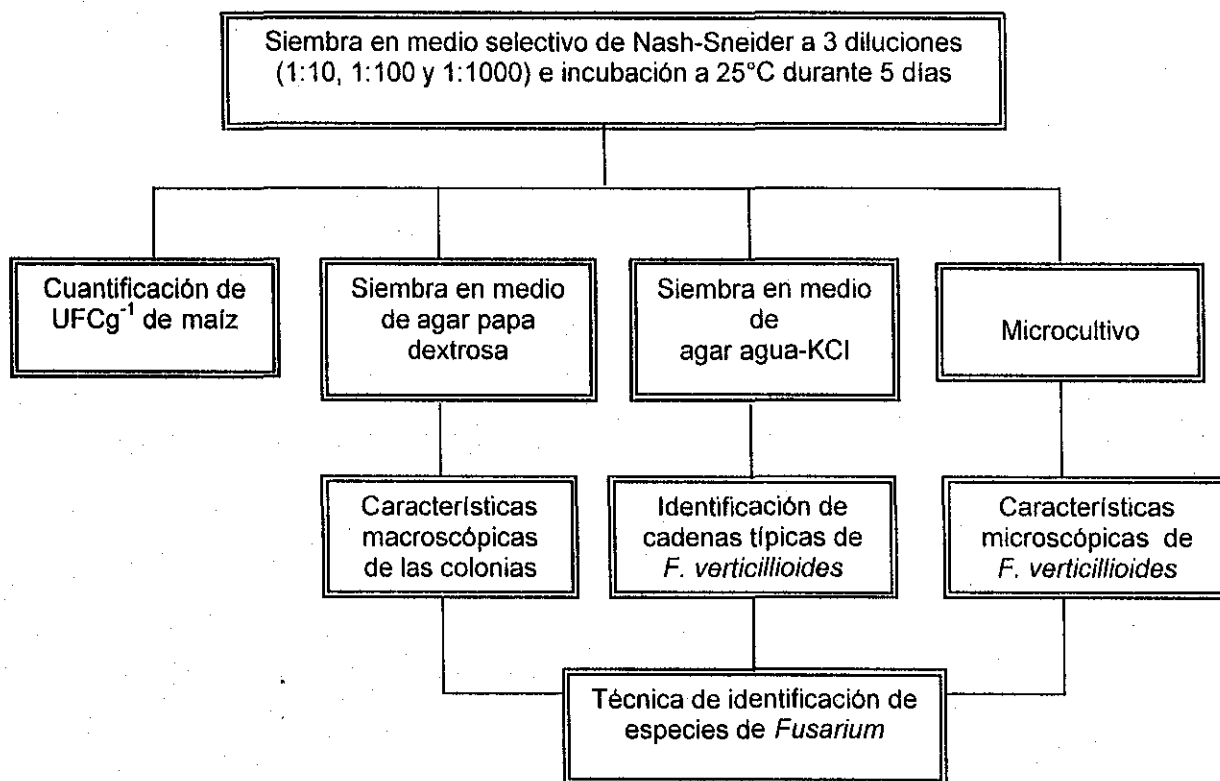 Siembra en medio selectivo de Nash-Sneider a 3 diluciones
(1:10, 1:100 y 1:1000) e incubación a 25°C durante 5 días
Cuantificación de
UFCg⁻¹ de maíz
Siembra en medio
de agar papa
dextrosa
Siembra en medio
de
agar agua-KCl
Microcultivo
Características
macroscópicas
de las colonias
Identificación de
cadenas típicas de
F. verticillioides
Características
microscópicas de
F. verticillioides
Técnica de identificación de
especies de Fusarium